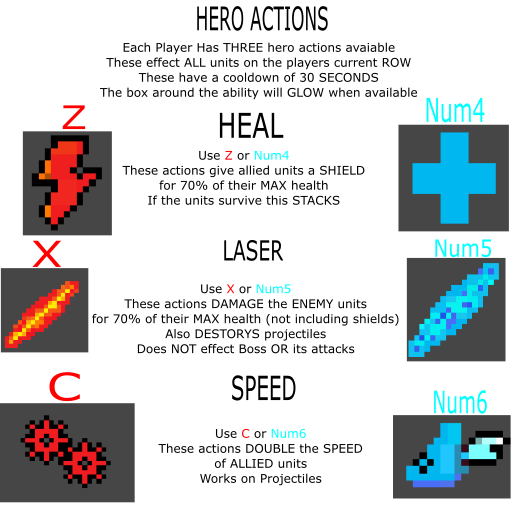 HERO ACTIONS
Each Player Has THREE hero actions avaiable
These effect ALL units on the players current ROW
These have a cooldown of 30 SECONDS
The box around the ability will GLOW when available
Z
HEAL
Num4
Use Z or Num4
These actions give allied units a SHIELD
for 70% of their MAX health
If the units survive this STACKS
X
LASER
Num5
Use X or Num5
These actions DAMAGE the ENEMY units
for 70% of their MAX health (not including shields)
Also DESTORYS projectiles
Does NOT effect Boss OR its attacks
C
SPEED
Num6
Use C or Num6
These actions DOUBLE the SPEED
of ALLIED units
Works on Projectiles